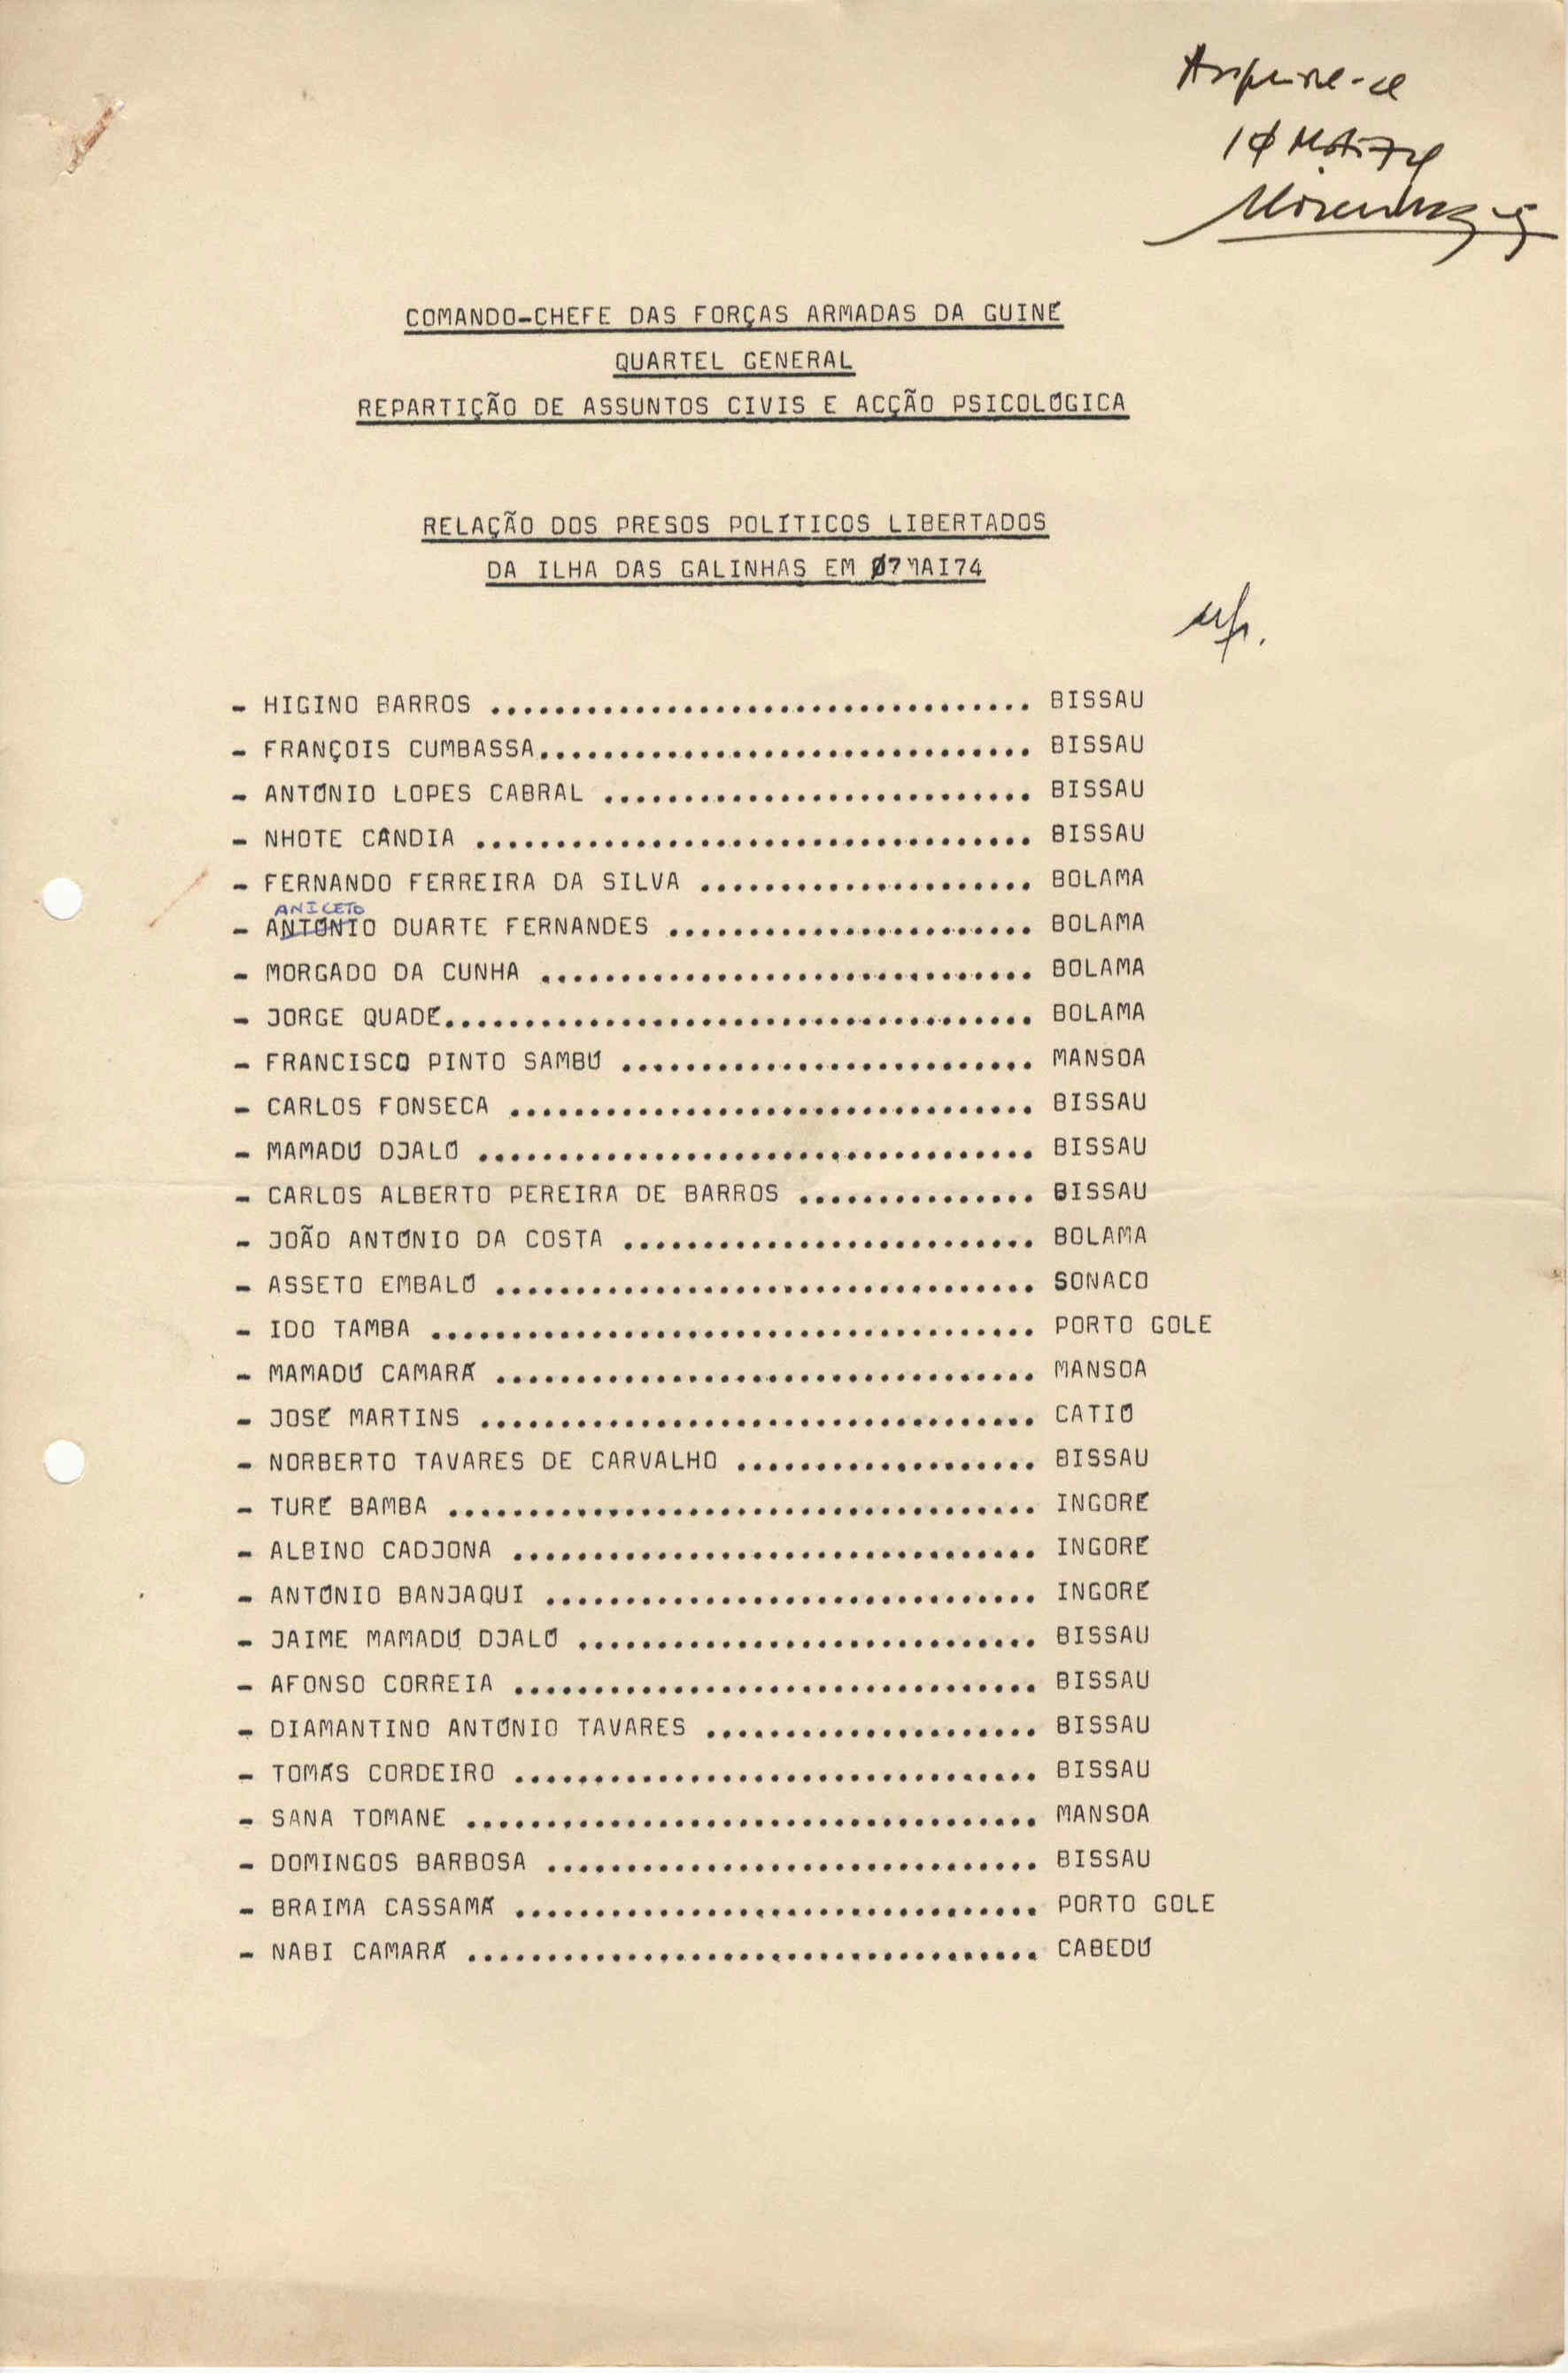 Arquive-se
10 MAI 74
COMANDO-CHEFE DAS FORÇAS ARMADAS DA GUINÉ
QUARTEL GENERAL
REPARTIÇÃO DE ASSUNTOS CIVIS E ACÇÃO PSICOLÓGICA
RELAÇÃO DOS PRESOS POLÍTICOS LIBERTADOS
DA ILHA DAS GALINHAS EM Ø7MAI74
- HIGINO BARROS .................................. BISSAU
- FRANÇOIS CUMBASSA............................... BISSAU
- ANTÓNIO LOPES CABRAL ........................... BISSAU
- NHOTE CÂNDIA ................................... BISSAU
- FERNANDO FERREIRA DA SILVA ..................... BOLAMA
ANICETO
- ANTÓNIO DUARTE FERNANDES ....................... BOLAMA
- MORGADO DA CUNHA ............................... BOLAMA
- JORGE QUADÉ..................................... BOLAMA
- FRANCISCO PINTO SAMBÚ .......................... MANSOA
- CARLOS FONSECA ................................. BISSAU
- MAMADÚ DJALÓ ................................... BISSAU
- CARLOS ALBERTO PEREIRA DE BARROS ............... BISSAU
- JOÃO ANTÓNIO DA COSTA .......................... BOLAMA
- ASSETO EMBALÓ .................................. SONACO
- IDO TAMBA ...................................... PORTO GOLE
- MAMADÚ CAMARÁ .................................. MANSOA
- JOSÉ MARTINS ................................... CATIÓ
- NORBERTO TAVARES DE CARVALHO ................... BISSAU
- TURÉ BAMBA ..................................... INGORÉ
- ALBINO CADJONA ................................. INGORÉ
- ANTÓNIO BANJAQUI ............................... INGORÉ
- JAIME MAMADÚ DJALÓ ............................. BISSAU
- AFONSO CORREIA ................................. BISSAU
- DIAMANTINO ANTÓNIO TAVARES ..................... BISSAU
- TOMÁS CORDEIRO ................................. BISSAU
- SANA TOMANE .................................... MANSOA
- DOMINGOS BARBOSA ............................... BISSAU
- BRAIMA CASSAMÁ ................................. PORTO GOLE
- NABI CAMARÁ .................................... CABEDÚ